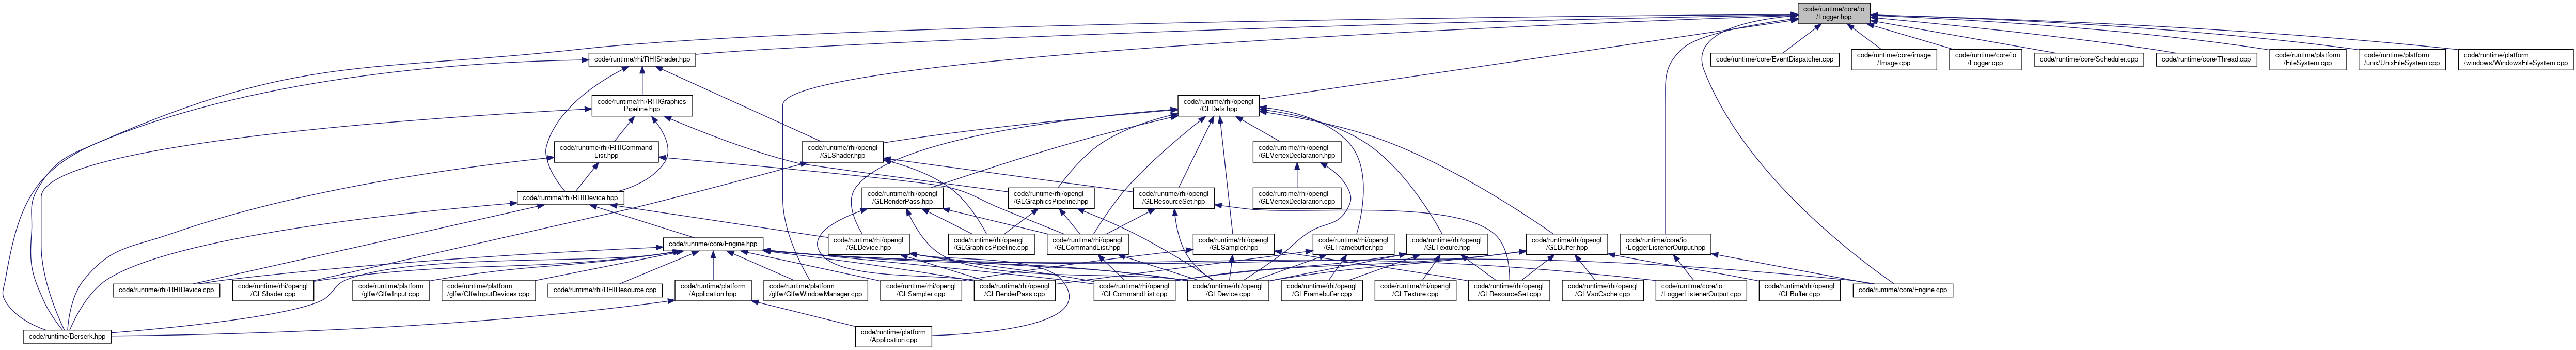 code/runtime/core/io
/Logger.hpp
code/runtime/rhi/RHIShader.hpp
code/runtime/core/EventDispatcher.cpp
code/runtime/core/image
/Image.cpp
code/runtime/core/io
/Logger.cpp
code/runtime/core/Scheduler.cpp
code/runtime/core/Thread.cpp
code/runtime/platform
/FileSystem.cpp
code/runtime/platform
/unix/UnixFileSystem.cpp
code/runtime/platform
/windows/WindowsFileSystem.cpp
code/runtime/rhi/RHIGraphics
Pipeline.hpp
code/runtime/rhi/opengl
/GLDefs.hpp
code/runtime/rhi/RHICommand
List.hpp
code/runtime/rhi/opengl
/GLShader.hpp
code/runtime/rhi/opengl
/GLVertexDeclaration.hpp
code/runtime/rhi/RHIDevice.hpp
code/runtime/rhi/opengl
/GLRenderPass.hpp
code/runtime/rhi/opengl
/GLGraphicsPipeline.hpp
code/runtime/rhi/opengl
/GLResourceSet.hpp
code/runtime/rhi/opengl
/GLVertexDeclaration.cpp
code/runtime/core/Engine.hpp
code/runtime/rhi/opengl
/GLDevice.hpp
code/runtime/rhi/opengl
/GLGraphicsPipeline.cpp
code/runtime/rhi/opengl
/GLCommandList.hpp
code/runtime/rhi/opengl
/GLSampler.hpp
code/runtime/rhi/opengl
/GLFramebuffer.hpp
code/runtime/rhi/opengl
/GLTexture.hpp
code/runtime/rhi/opengl
/GLBuffer.hpp
code/runtime/core/io
/LoggerListenerOutput.hpp
code/runtime/rhi/RHIDevice.cpp
code/runtime/rhi/opengl
/GLShader.cpp
code/runtime/platform
/glfw/GlfwInput.cpp
code/runtime/platform
/glfw/GlfwInputDevices.cpp
code/runtime/rhi/RHIResource.cpp
code/runtime/platform
/Application.hpp
code/runtime/platform
/glfw/GlfwWindowManager.cpp
code/runtime/rhi/opengl
/GLSampler.cpp
code/runtime/rhi/opengl
/GLRenderPass.cpp
code/runtime/rhi/opengl
/GLCommandList.cpp
code/runtime/rhi/opengl
/GLDevice.cpp
code/runtime/rhi/opengl
/GLFramebuffer.cpp
code/runtime/rhi/opengl
/GLTexture.cpp
code/runtime/rhi/opengl
/GLResourceSet.cpp
code/runtime/rhi/opengl
/GLVaoCache.cpp
code/runtime/core/io
/LoggerListenerOutput.cpp
code/runtime/rhi/opengl
/GLBuffer.cpp
code/runtime/core/Engine.cpp
code/runtime/Berserk.hpp
code/runtime/platform
/Application.cpp